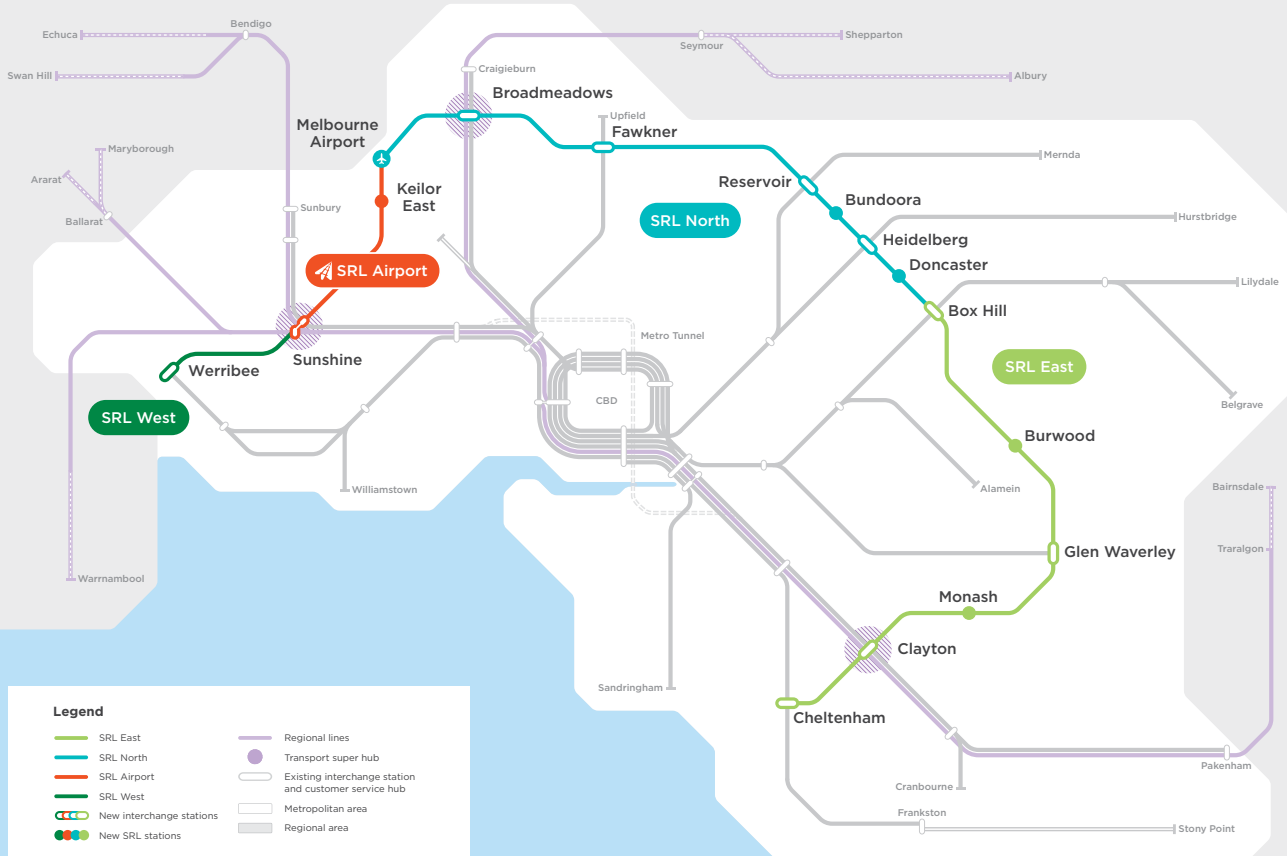 Echuca
Bendigo
Swan Hill
Seymour
Shepparton
Albury
Craigieburn
Broadmeadows
Melbourne
Airport
Upfield
Fawkner
Maryborough
Ararat
Ballarat
Keilor
East
Sunbury
Reservoir
Mernda
Bundoora
SRL North
Hurstbridge
Heidelberg
Doncaster
SRL Airport
Lilydale
Box Hill
Metro Tunnel
Sunshine
Werribee
SRL East
CBD
SRL West
Belgrave
Burwood
Williamstown
Alamein
Bairnsdale
Traralgon
Glen Waverley
Warrnambool
Monash
Clayton
Sandringham
Cheltenham
Pakenham
Cranbourne
Frankston
Stony Point
Legend
SRL East
SRL North
SRL Airport
SRL West
New interchange stations
New SRL stations
Regional lines
Transport super hub
Existing interchange station
and customer service hub
Metropolitan area
Regional area